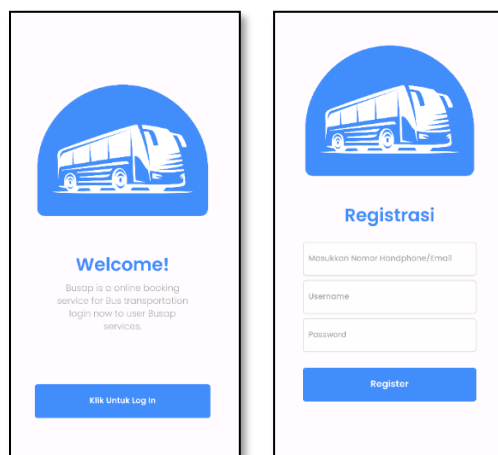 Welcome!
Busap is a online booking
service for Bus transportation
login now to user Busap
services.
Klik Untuk Log In
Registrasi
Masukkan Nomor Handphone/Email
Username
Password
Register